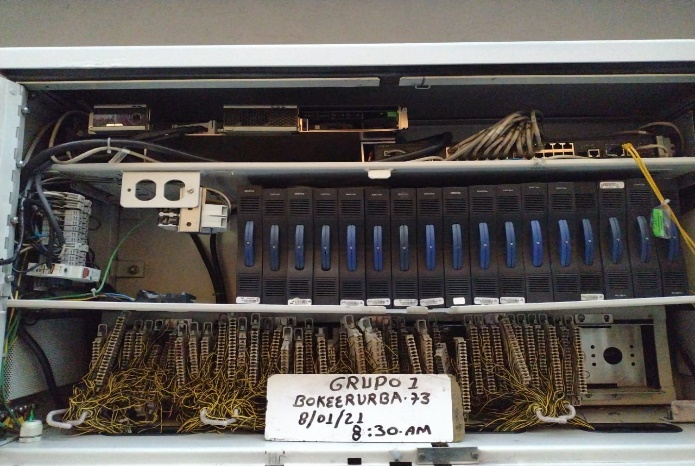 GRUPO 1
BOKEERURBA-73
8/01/21
8:30-AM